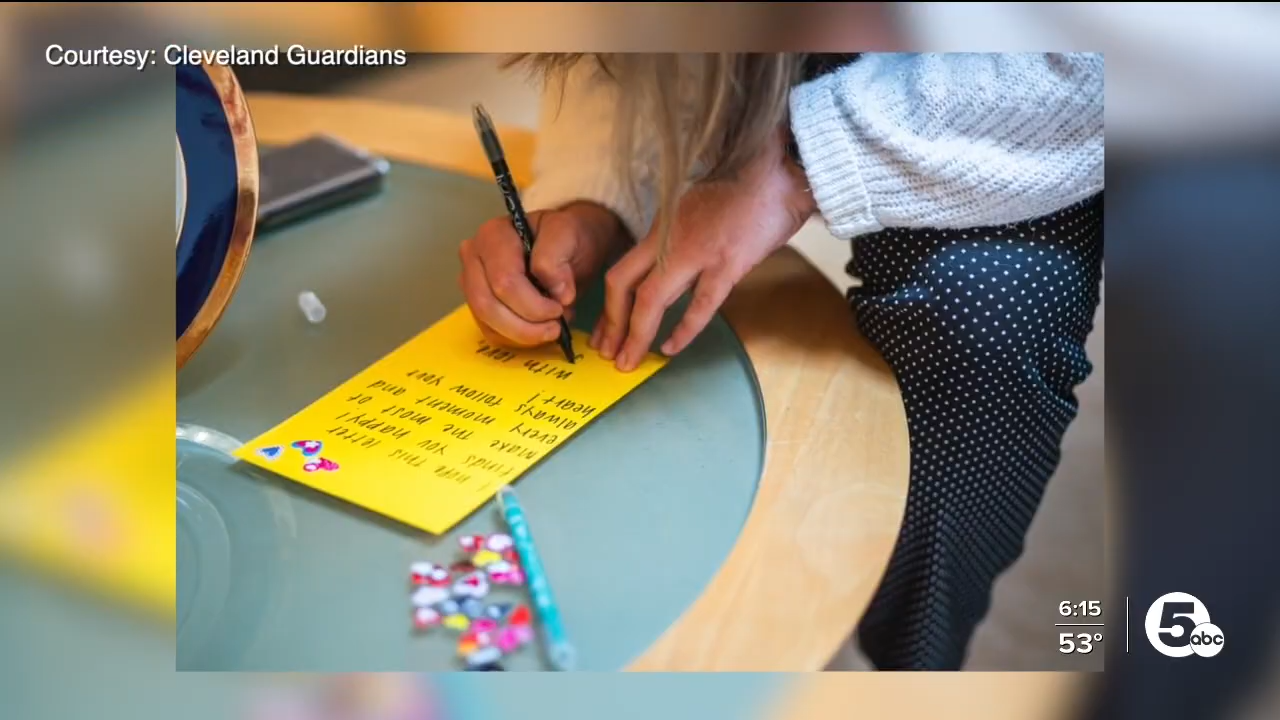 Courtesy: Cleveland Guardians
I hope this letter
finds you happy!
make the most of
every moment and
always follow your
heart!
with love,
6:15
53°
5
abc